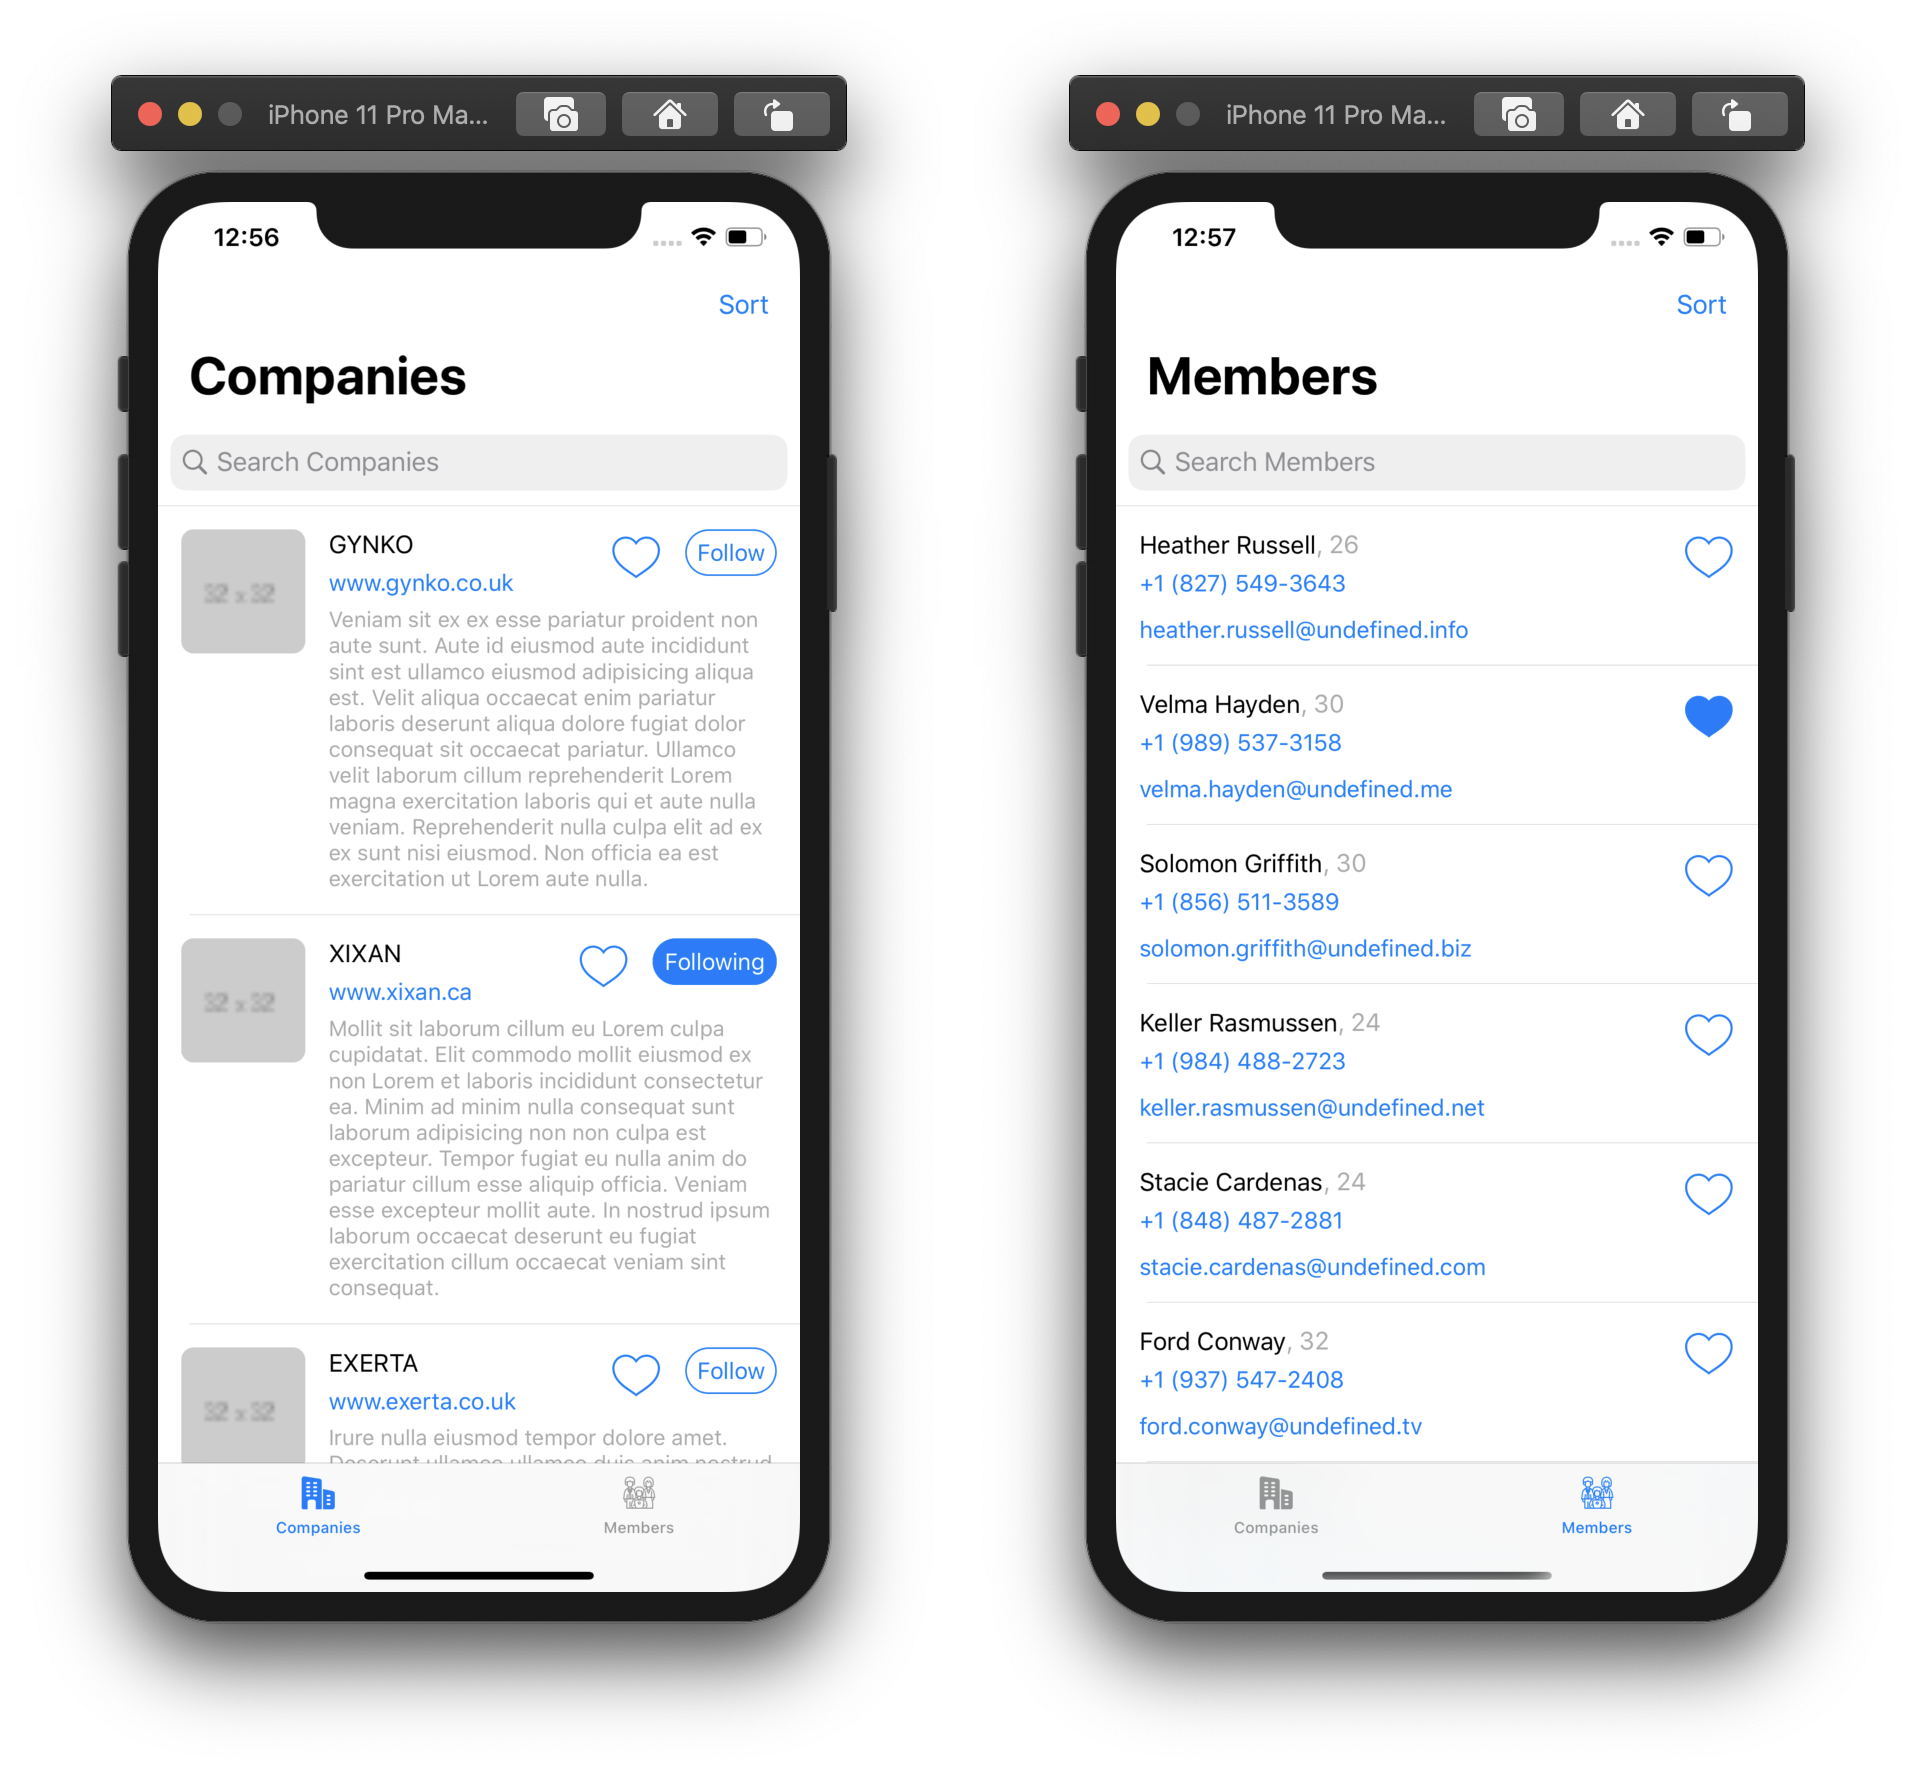 iPhone 11 Pro Ma...
12:56
Sort
Companies
Search Companies
GYNKO
Follow
www.gynko.co.uk
32 x 32
Veniam sit ex ex esse pariatur proident non
aute sunt. Aute id eiusmod aute incididunt
sint est ullamco eiusmod adipisicing aliqua
est. Velit aliqua occaecat enim pariatur
laboris deserunt aliqua dolore fugiat dolor
consequat sit occaecat pariatur. Ullamco
velit laborum cillum reprehenderit Lorem
magna exercitation laboris qui et aute nulla
veniam. Reprehenderit nulla culpa elit ad ex
ex sunt nisi eiusmod. Non officia ea est
exercitation ut Lorem aute nulla.
XIXAN
Following
www.xixan.ca
32 x 32
Mollit sit laborum cillum eu Lorem culpa
cupidatat. Elit commodo mollit eiusmod ex
non Lorem et laboris incididunt consectetur
ea. Minim ad minim nulla consequat sunt
laborum adipisicing non non culpa est
excepteur. Tempor fugiat eu nulla anim do
pariatur cillum esse aliquip officia. Veniam
esse excepteur mollit aute. In nostrud ipsum
laborum occaecat deserunt eu fugiat
exercitation cillum occaecat veniam sint
consequat.
EXERTA
Follow
www.exerta.co.uk
32 x 32
Irure nulla eiusmod tempor dolore amet.
Deserunt ullamco ullamco duis anim nostrud
Companies
Members
iPhone 11 Pro Ma...
12:57
Sort
Members
Search Members
Heather Russell, 26
+1 (827) 549-3643
heather.russell@undefined.info
Velma Hayden, 30
+1 (989) 537-3158
velma.hayden@undefined.me
Solomon Griffith, 30
+1 (856) 511-3589
solomon.griffith@undefined.biz
Keller Rasmussen, 24
+1 (984) 488-2723
keller.rasmussen@undefined.net
Stacie Cardenas, 24
+1 (848) 487-2881
stacie.cardenas@undefined.com
Ford Conway, 32
+1 (937) 547-2408
ford.conway@undefined.tv
Companies
Members